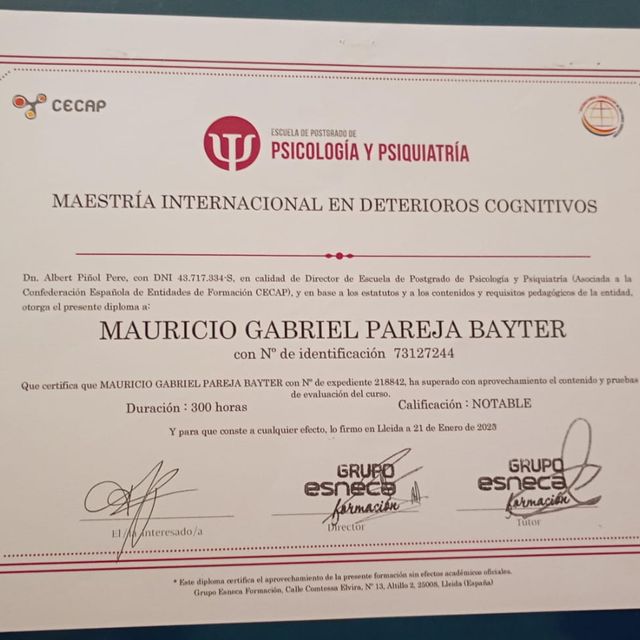 CECAP
ESCUELA DE POSTGRADO DE
PSICOLOGÍA Y PSIQUIATRÍA
MAESTRÍA INTERNACIONAL EN DETERIOROS COGNITIVOS
Dn. Albert Piñol Pere, con DNI 43.717.334-S, en calidad de Director de Escuela de Postgrado de Psicología y Psiquiatría (Asociada a la
Confederación Española de Entidades de Formación CECAP), y en base a los estatutos y a los contenidos y requisitos pedagógicos de la entidad,
otorga el presente diploma a:
MAURICIO GABRIEL PAREJA BAYTER
con Nº de identificación 73127244
Que certifica que MAURICIO GABRIEL PAREJA BAYTER con Nº de expediente 218842, ha superado con aprovechamiento el contenido y pruebas
de evaluación del curso.
Duración : 300 horas
Calificación : NOTABLE
Y para que conste a cualquier efecto, lo firmo en Lleida a 21 de Enero de 2023
GRUPO
esneca
formación
GRUPO
esneca
formación
El / la interesado/a
Director
Tutor
* Este diploma certifica el aprovechamiento de la presente formación sin efectos académicos oficiales.
Grupo Esneca Formación, Calle Comtessa Elvira, Nº 13, Altillo 2, 25008, Lleida (España)